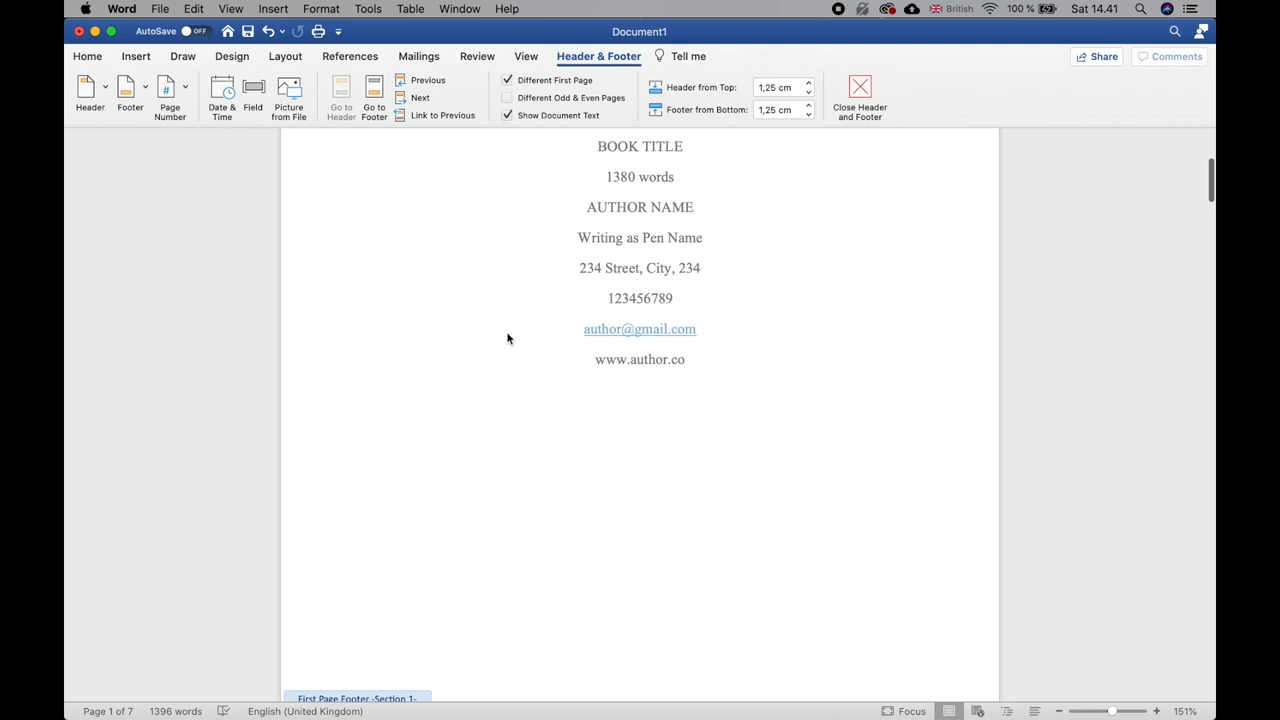 Word File Edit View Insert Format Tools Table Window Help British 100 % Sat 14.41
AutoSave OFF Document1
Home Insert Draw Design Layout References Mailings Review View Header & Footer Tell me Share Comments
Header
Footer
Page Number
Date & Time
Field
Picture from File
Go to Header
Go to Footer
Previous
Next
Link to Previous
Different First Page
Different Odd & Even Pages
Show Document Text
Header from Top: 1,25 cm
Footer from Bottom: 1,25 cm
Close Header and Footer
BOOK TITLE
1380 words
AUTHOR NAME
Writing as Pen Name
234 Street, City, 234
123456789
author@gmail.com
www.author.co
First Page Footer -Section 1-
Page 1 of 7 1396 words English (United Kingdom) Focus 151%